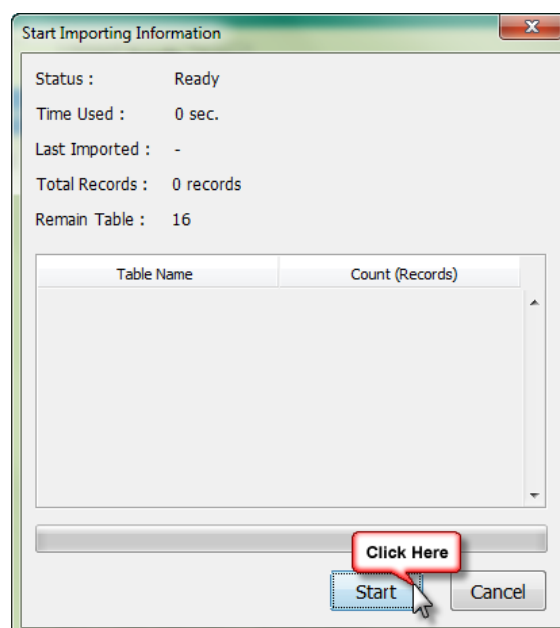 Start Importing Information
Status : Ready
Time Used : 0 sec.
Last Imported : -
Total Records : 0 records
Remain Table : 16
Table Name Count (Records)
Click Here
Start Cancel